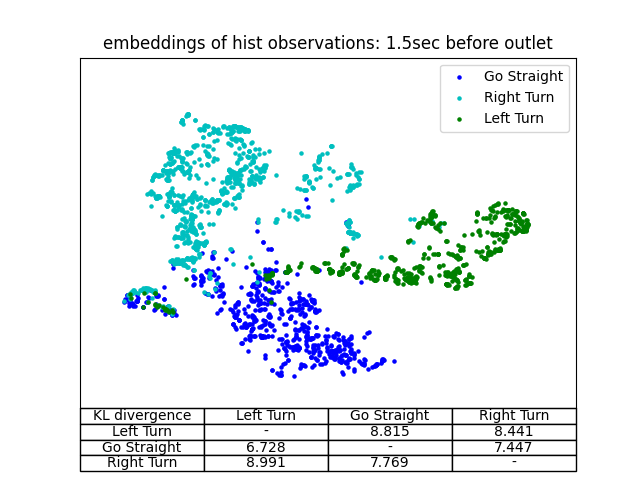 embeddings of hist observations: 1.5sec before outlet
Go Straight
Right Turn
Left Turn
KL divergence Left Turn Go Straight Right Turn
Left Turn - 8.815 8.441
Go Straight 6.728 - 7.447
Right Turn 8.991 7.769 -